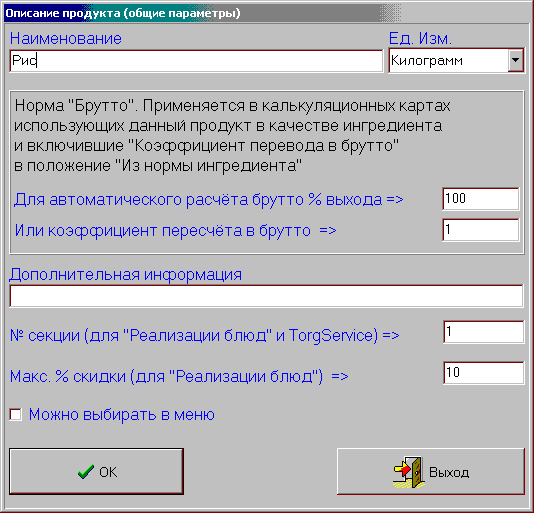 Описание продукта (общие параметры)
Наименование Ед. Изм.
Рис Килограмм
Норма "Брутто". Применяется в калькуляционных картах
использующих данный продукт в качестве ингредиента
и включившие "Коэффициент перевода в брутто"
в положение "Из нормы ингредиента"
Для автоматического расчёта брутто % выхода => 100
Или коэффициент пересчёта в брутто => 1
Дополнительная информация
№ секции (для "Реализации блюд" и TorgService) => 1
Макс. % скидки (для "Реализации блюд") => 10
Можно выбирать в меню
OK Выход